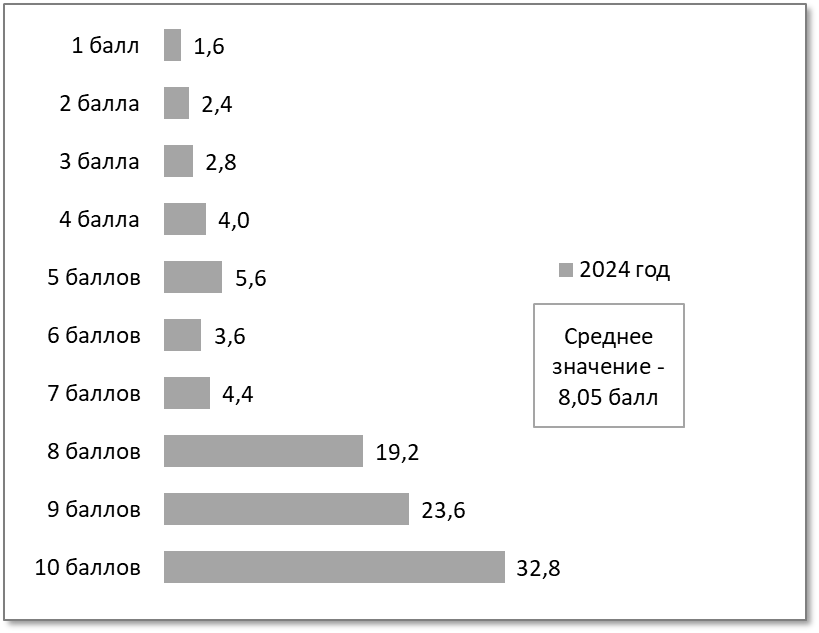 1 балл 1,6
2 балла 2,4
3 балла 2,8
4 балла 4,0
5 баллов 5,6
6 баллов 3,6
7 баллов 4,4
8 баллов 19,2
9 баллов 23,6
10 баллов 32,8
2024 год
Среднее
значение -
8,05 балл